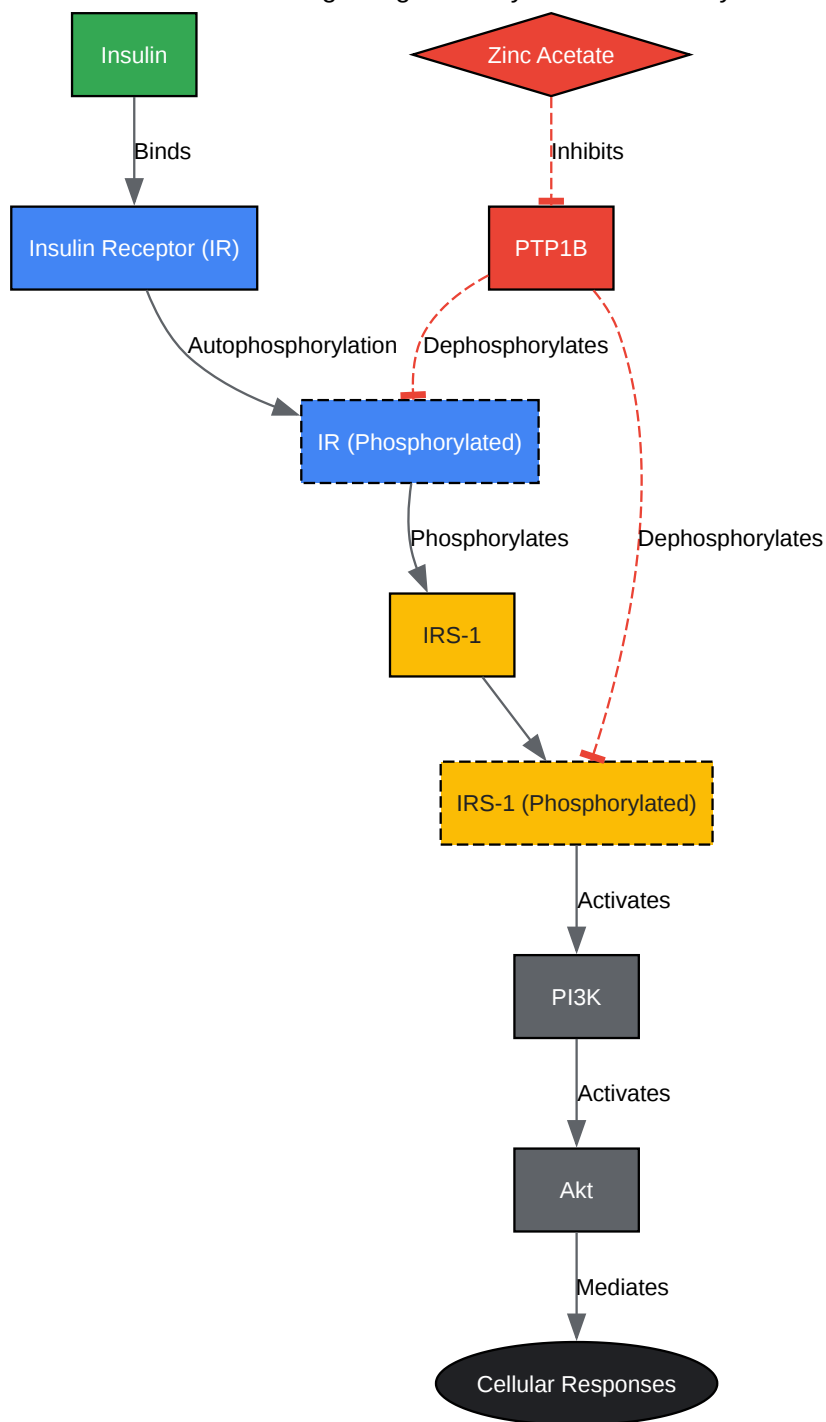 Insulin
Zinc Acetate
Binds
Inhibits
Insulin Receptor (IR)
PTP1B
Autophosphorylation
Dephosphorylates
IR (Phosphorylated)
Phosphorylates
Dephosphorylates
IRS-1
IRS-1 (Phosphorylated)
Activates
PI3K
Activates
Akt
Mediates
Cellular Responses